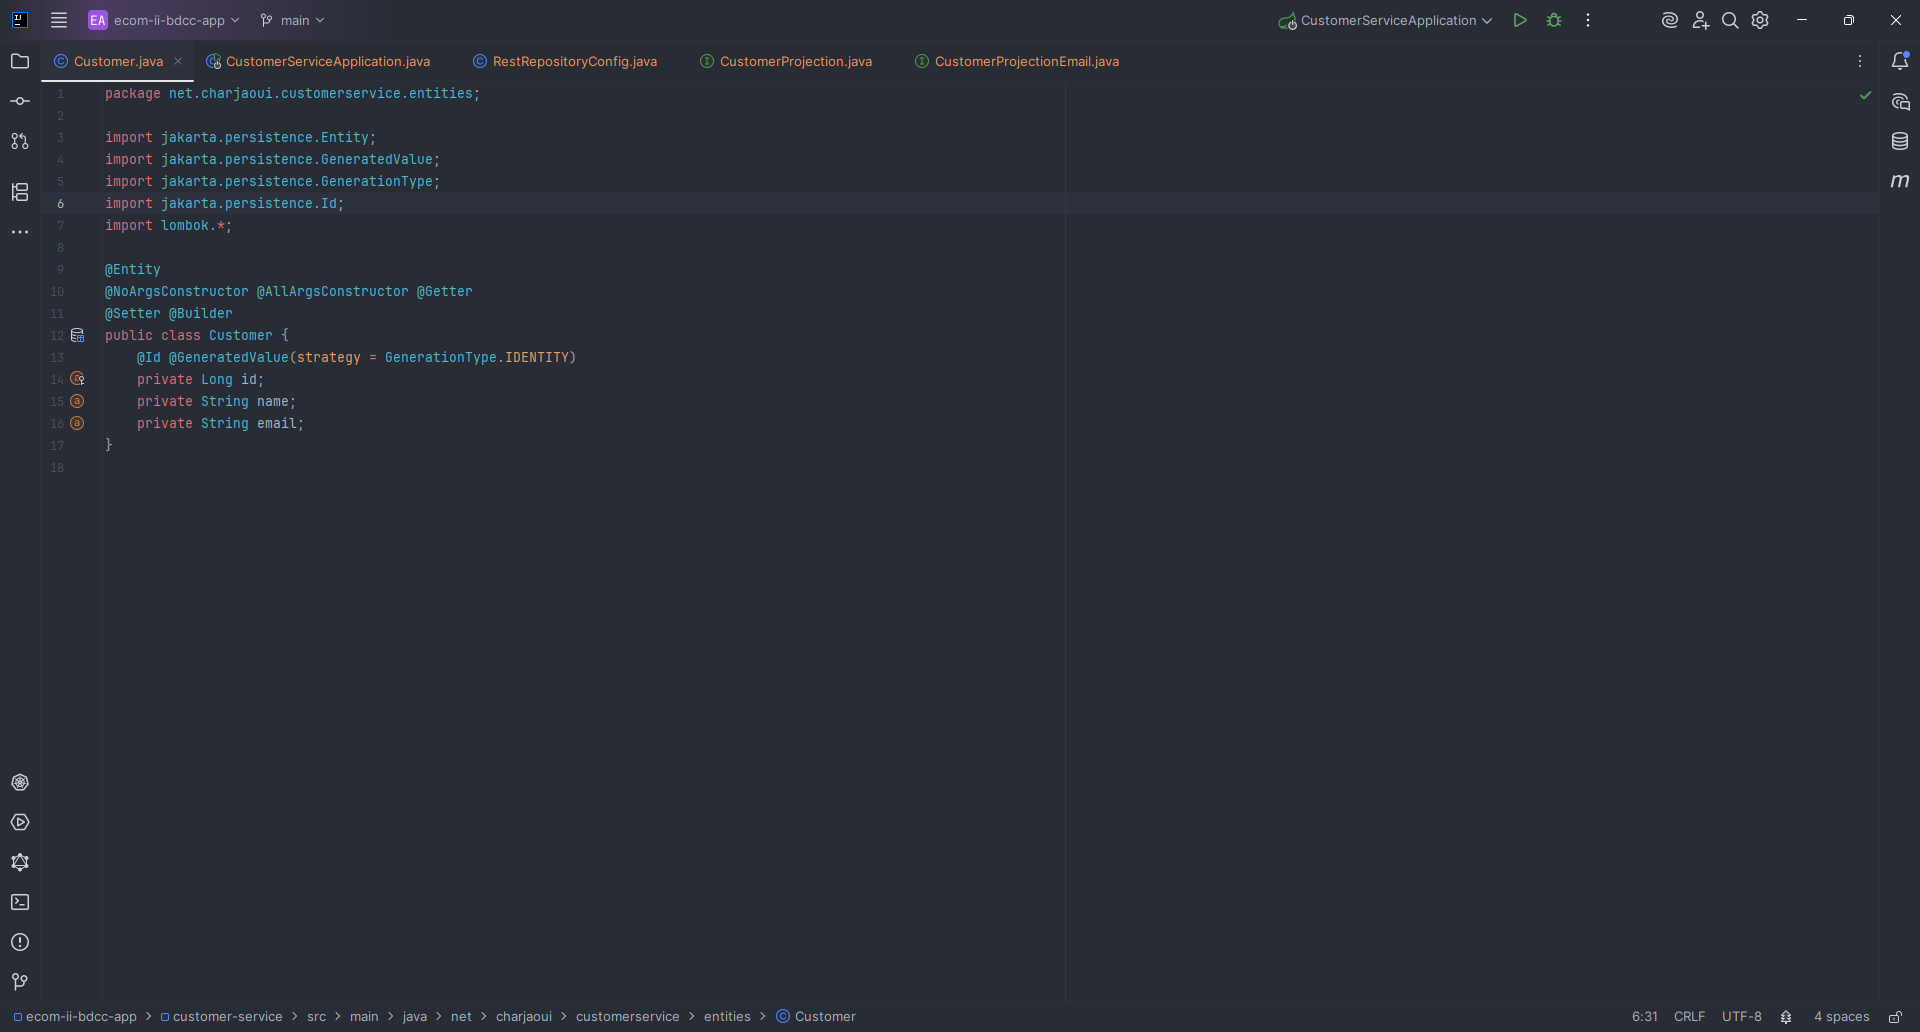 EA ecom-ii-bdcc-app main CustomerServiceApplication
Customer.java CustomerServiceApplication.java RestRepositoryConfig.java CustomerProjection.java CustomerProjectionEmail.java
1 package net.charjaoui.customerservice.entities;
2
3 import jakarta.persistence.Entity;
4 import jakarta.persistence.GeneratedValue;
5 import jakarta.persistence.GenerationType;
6 import jakarta.persistence.Id;
7 import lombok.*;
8
9 @Entity
10 @NoArgsConstructor @AllArgsConstructor @Getter
11 @Setter @Builder
12 public class Customer {
13 @Id @GeneratedValue(strategy = GenerationType.IDENTITY)
14 private Long id;
15 private String name;
16 private String email;
17 }
18
ecom-ii-bdcc-app > customer-service > src > main > java > net > charjaoui > customerservice > entities > Customer 6:31 CRLF UTF-8 4 spaces